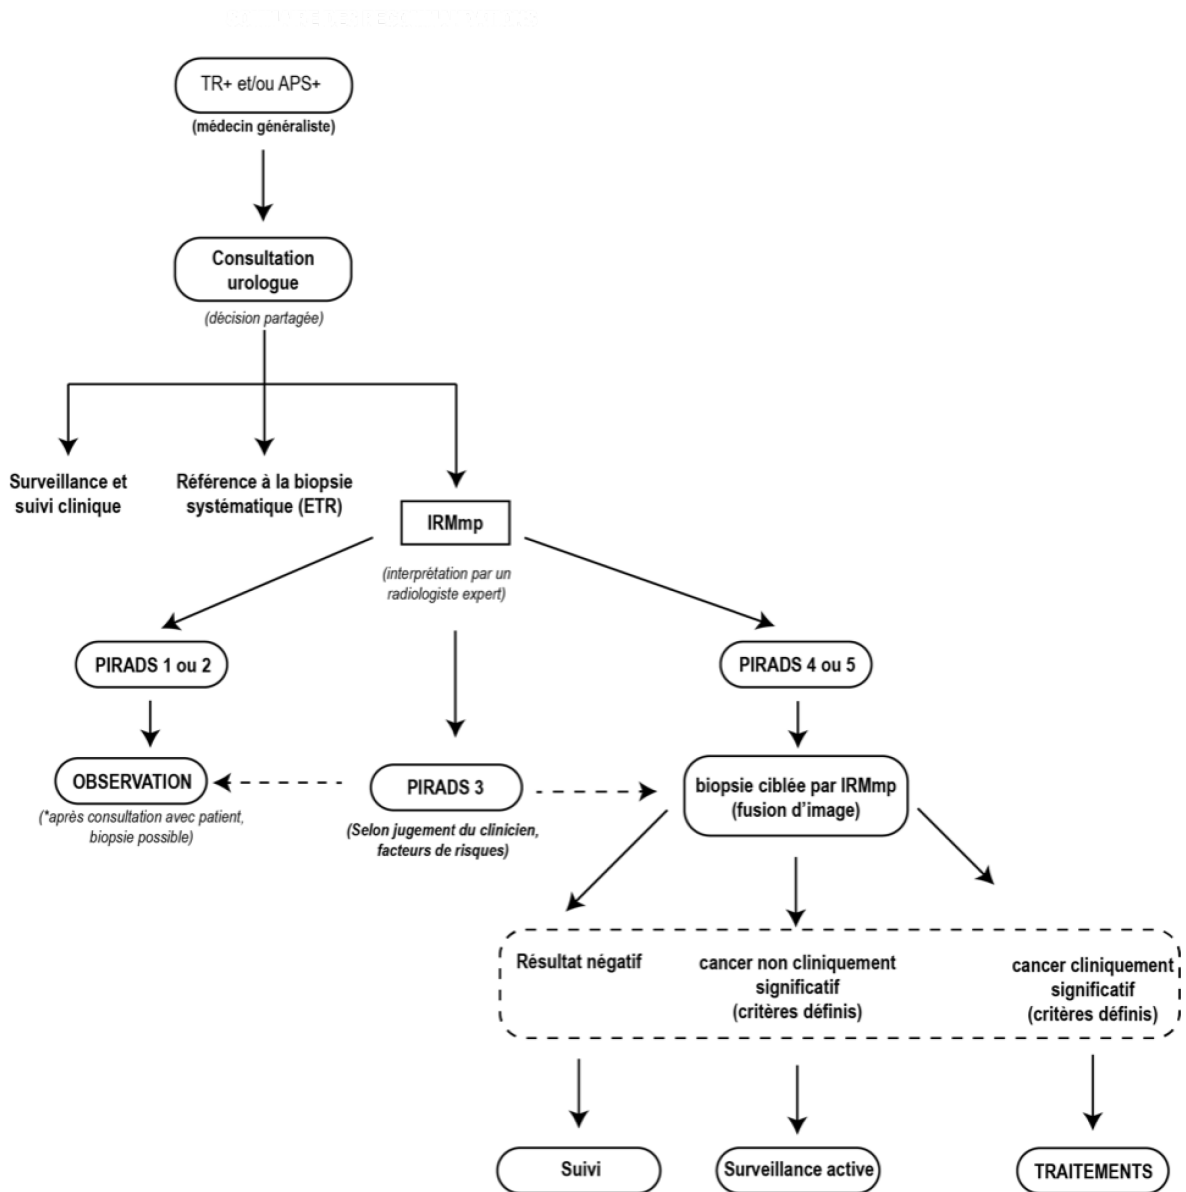 TR+ et/ou APS+
(médecin généraliste)
Consultation
urologue
(décision partagée)
Surveillance et
suivi clinique
Référence à la biopsie
systématique (ETR)
IRMmp
(interprétation par un
radiologiste expert)
PIRADS 1 ou 2
PIRADS 4 ou 5
OBSERVATION
(*après consultation avec patient,
biopsie possible)
PIRADS 3
(Selon jugement du clinicien,
facteurs de risques)
biopsie ciblée par IRMmp
(fusion d’image)
Résultat négatif
cancer non cliniquement
significatif
(critères définis)
cancer cliniquement
significatif
(critères définis)
Suivi
Surveillance active
TRAITEMENTS